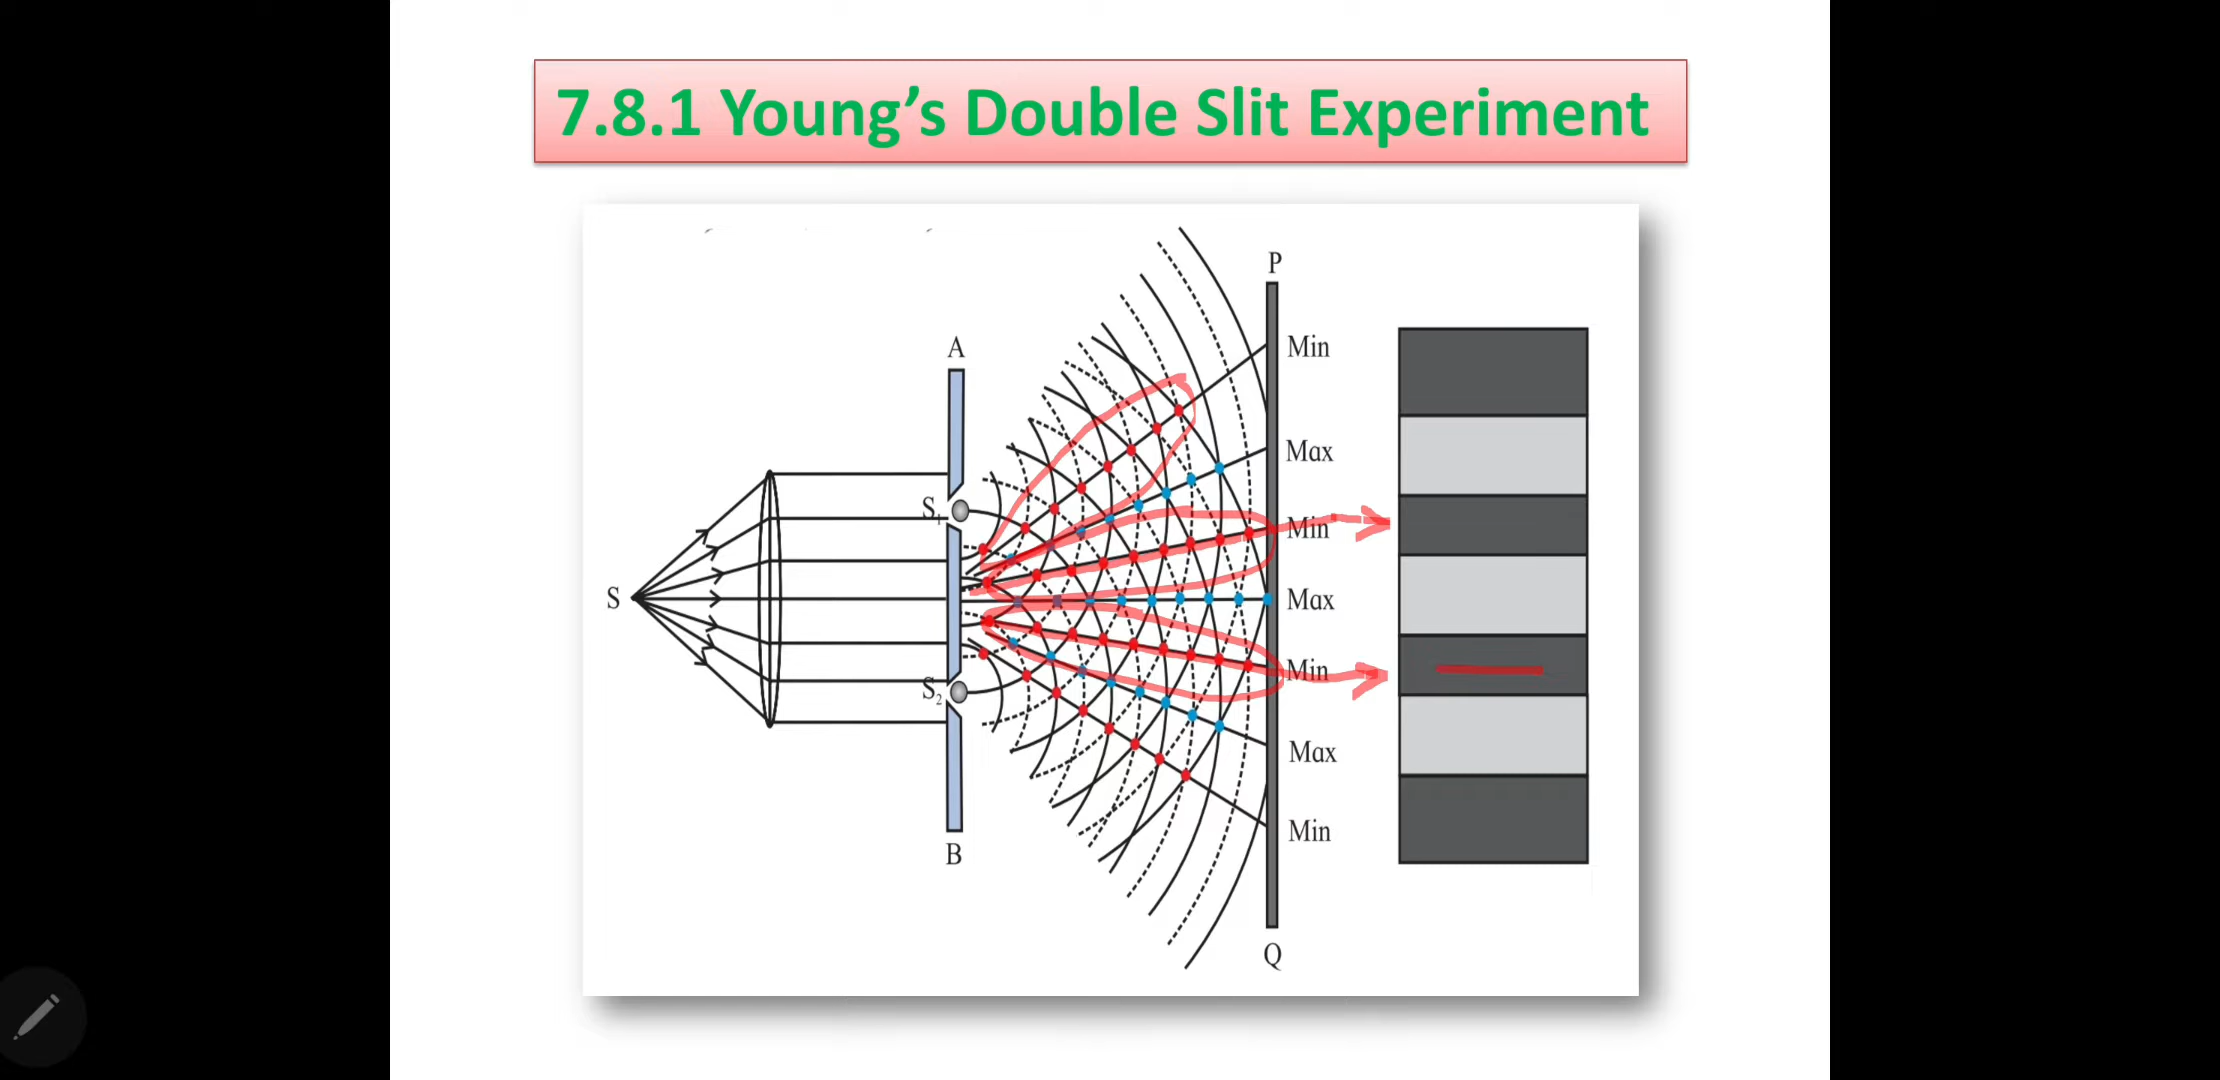 7.8.1 Young’s Double Slit Experiment
P
Min
A
Max
S₁
Min
S
Max
S₂
Min
Max
Min
B
Q